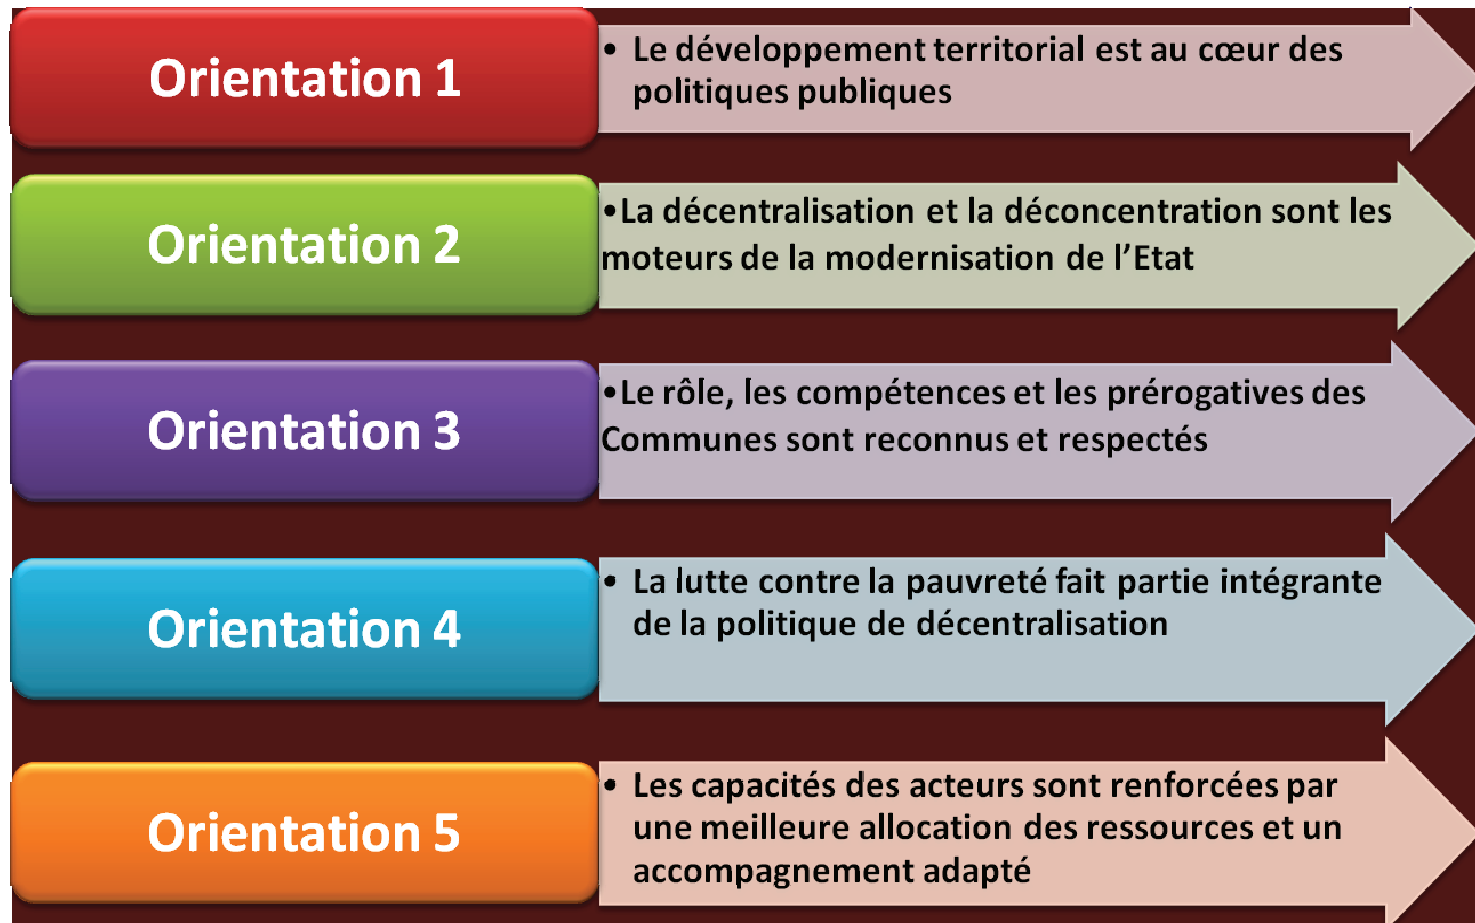 Orientation 1
• Le développement territorial est au cœur des
politiques publiques
Orientation 2
•La décentralisation et la déconcentration sont les
moteurs de la modernisation de l’Etat
Orientation 3
•Le rôle, les compétences et les prérogatives des
Communes sont reconnus et respectés
Orientation 4
• La lutte contre la pauvreté fait partie intégrante
de la politique de décentralisation
Orientation 5
• Les capacités des acteurs sont renforcées par
une meilleure allocation des ressources et un
accompagnement adapté